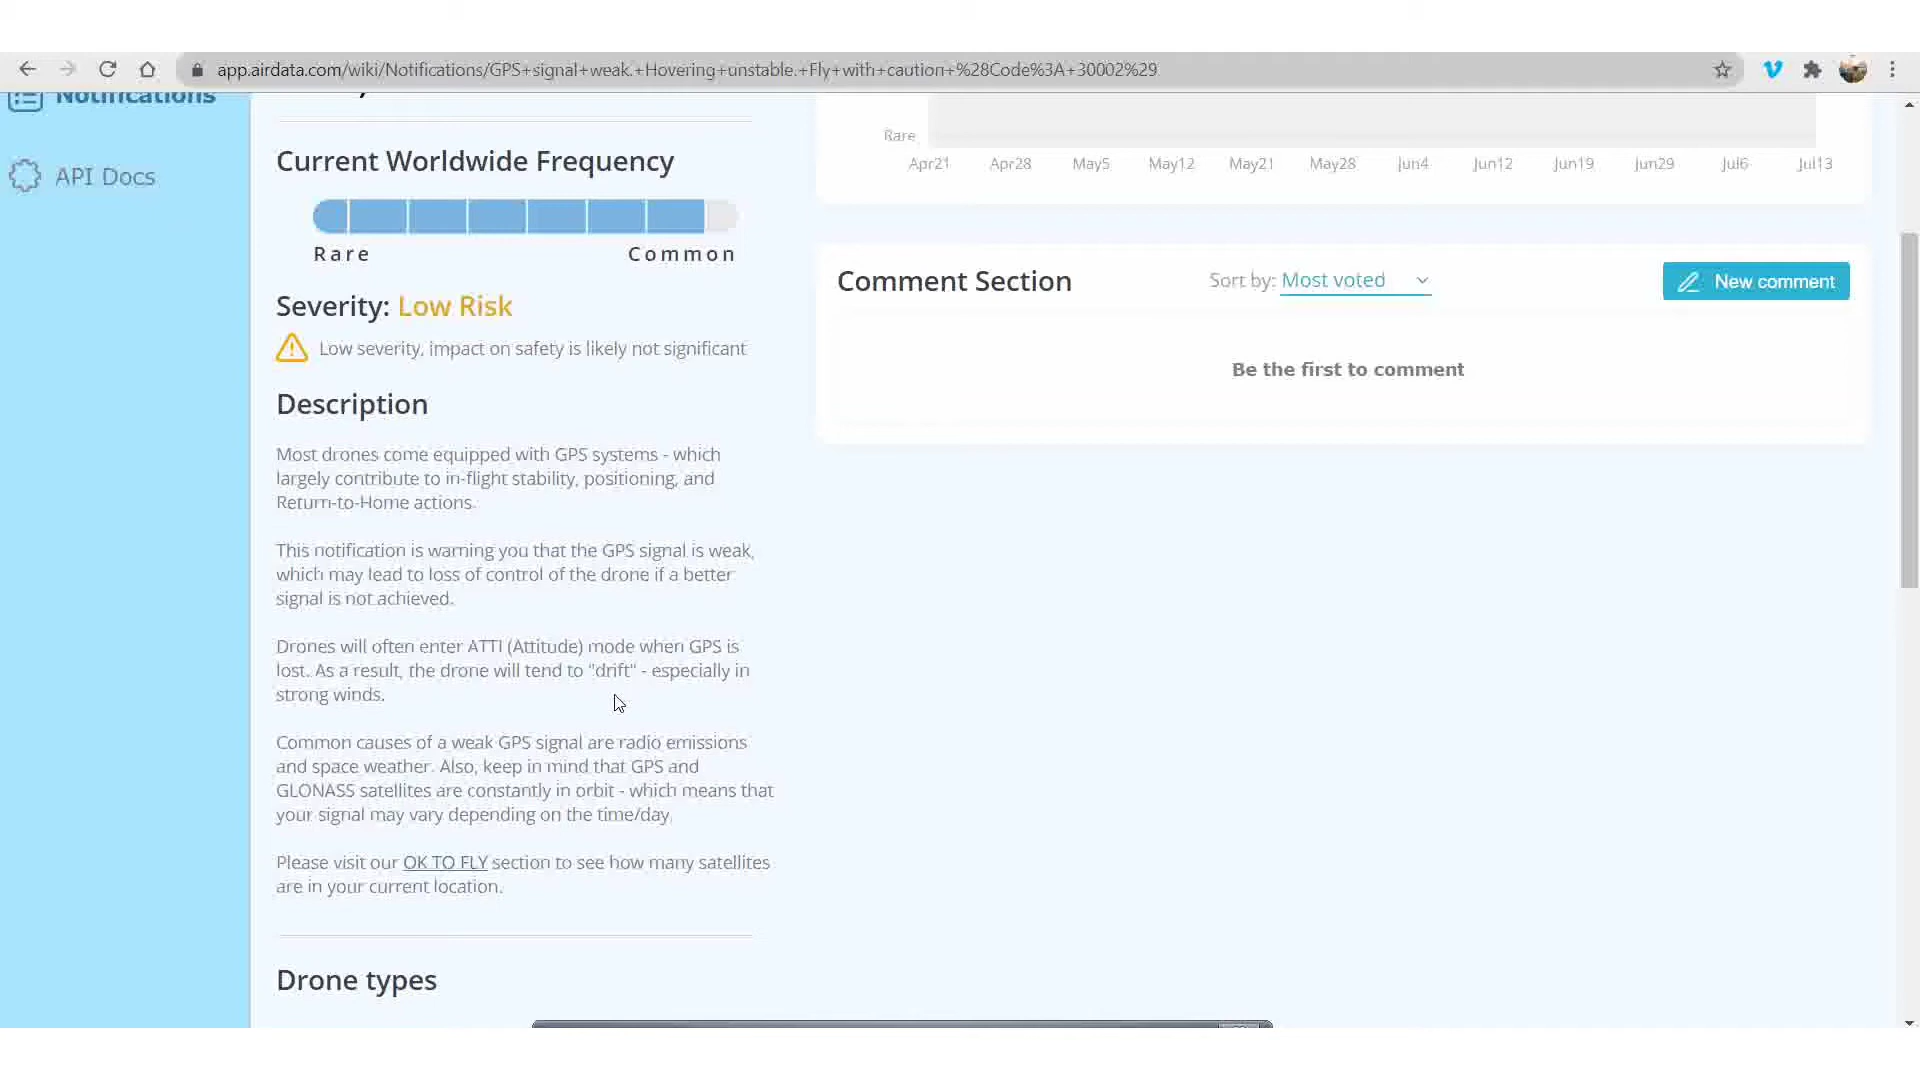 app.airdata.com/wiki/Notifications/GPS+signal+weak.+Hovering+unstable.+Fly+with+caution+%28Code%3A+30002%29
Notifications
API Docs
Current Worldwide Frequency
Rare Common
Severity: Low Risk
Low severity, impact on safety is likely not significant
Description
Most drones come equipped with GPS systems - which
largely contribute to in-flight stability, positioning, and
Return-to-Home actions.
This notification is warning you that the GPS signal is weak,
which may lead to loss of control of the drone if a better
signal is not achieved.
Drones will often enter ATTI (Attitude) mode when GPS is
lost. As a result, the drone will tend to "drift" - especially in
strong winds.
Common causes of a weak GPS signal are radio emissions
and space weather. Also, keep in mind that GPS and
GLONASS satellites are constantly in orbit - which means that
your signal may vary depending on the time/day.
Please visit our OK TO FLY section to see how many satellites
are in your current location.
Drone types
Rare
Apr21 Apr28 May5 May12 May21 May28 Jun4 Jun12 Jun19 Jun29 Jul6 Jul13
Comment Section Sort by: Most voted New comment
Be the first to comment